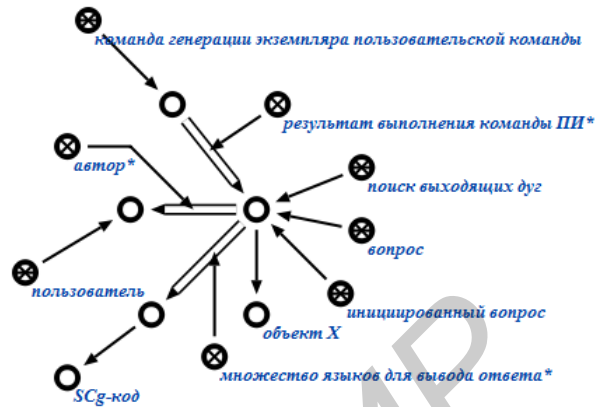 команда генерации экземпляра пользовательской команды
результат выполнения команды ПИ*
автор*
поиск выходящих дуг
вопрос
пользователь
инициированный вопрос
объект X
множество языков для вывода ответа*
SCg-код